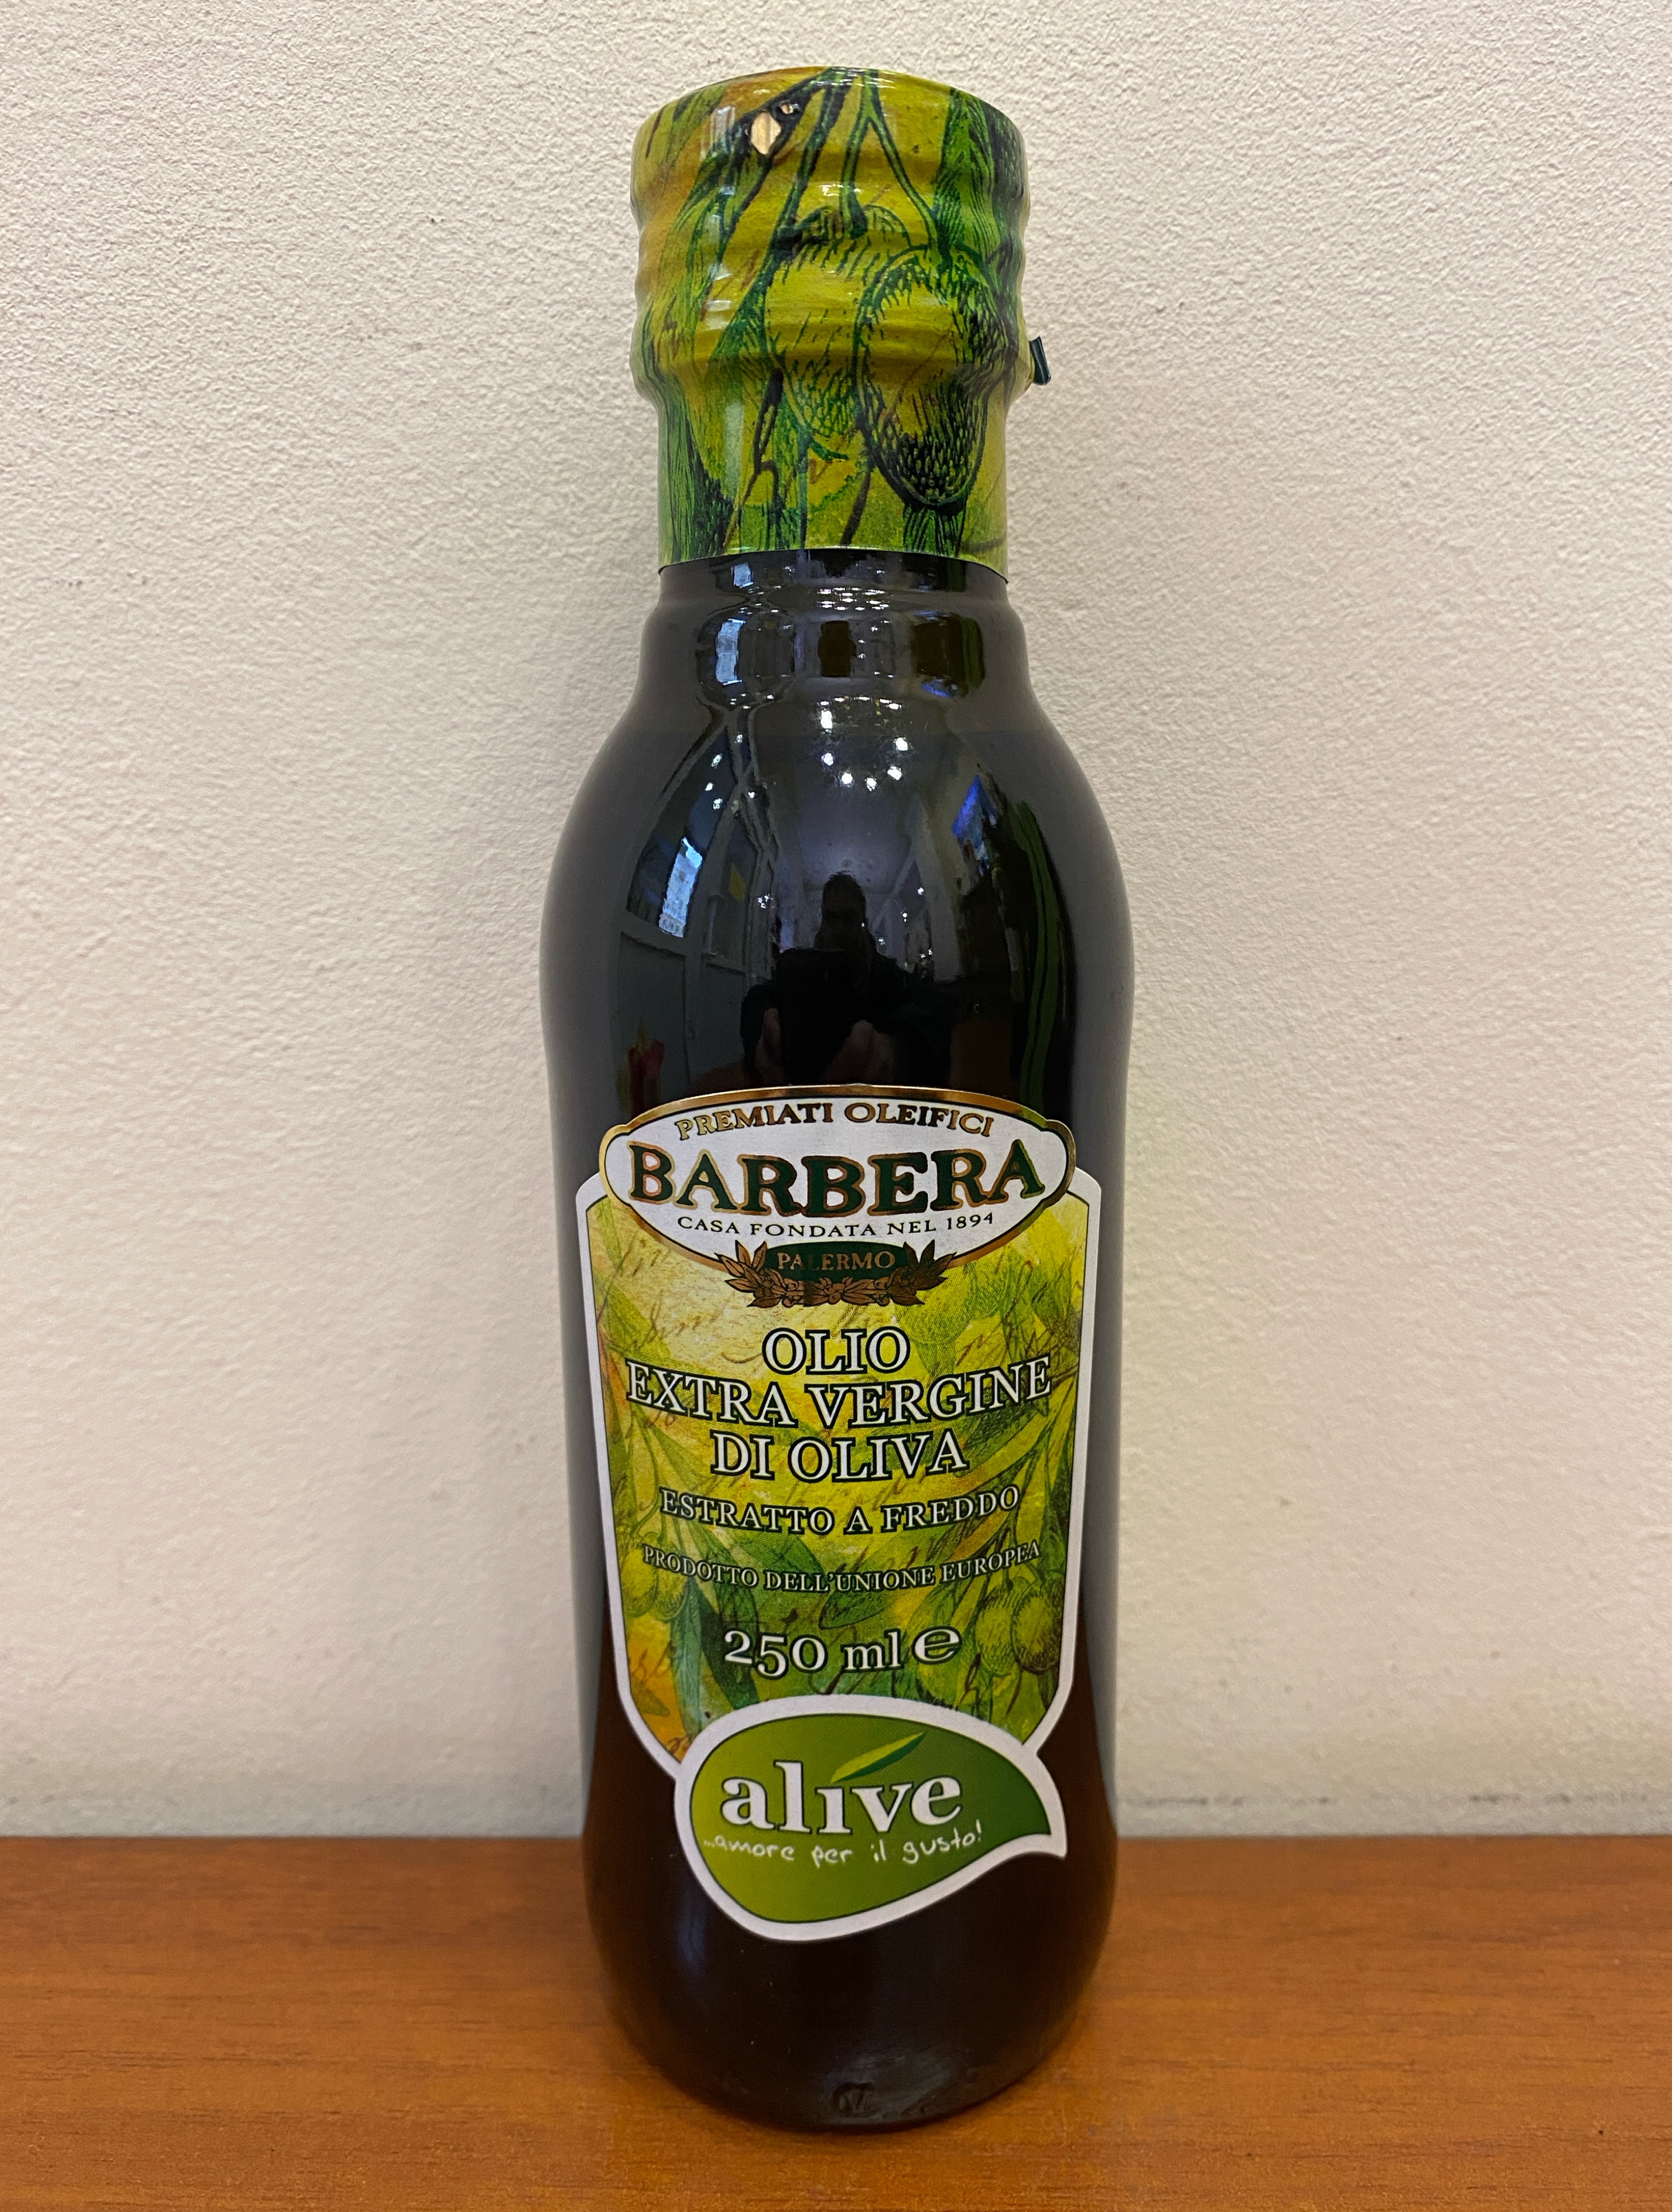 PREMIATI OLEIFICI
BARBERA
CASA FONDATA NEL 1894
PALERMO
OLIO
EXTRA VERGINE
DI OLIVA
ESTRATTO A FREDDO
PRODOTTO DELL'UNIONE EUROPEA
250 ml e
alive
...amore per il gusto!